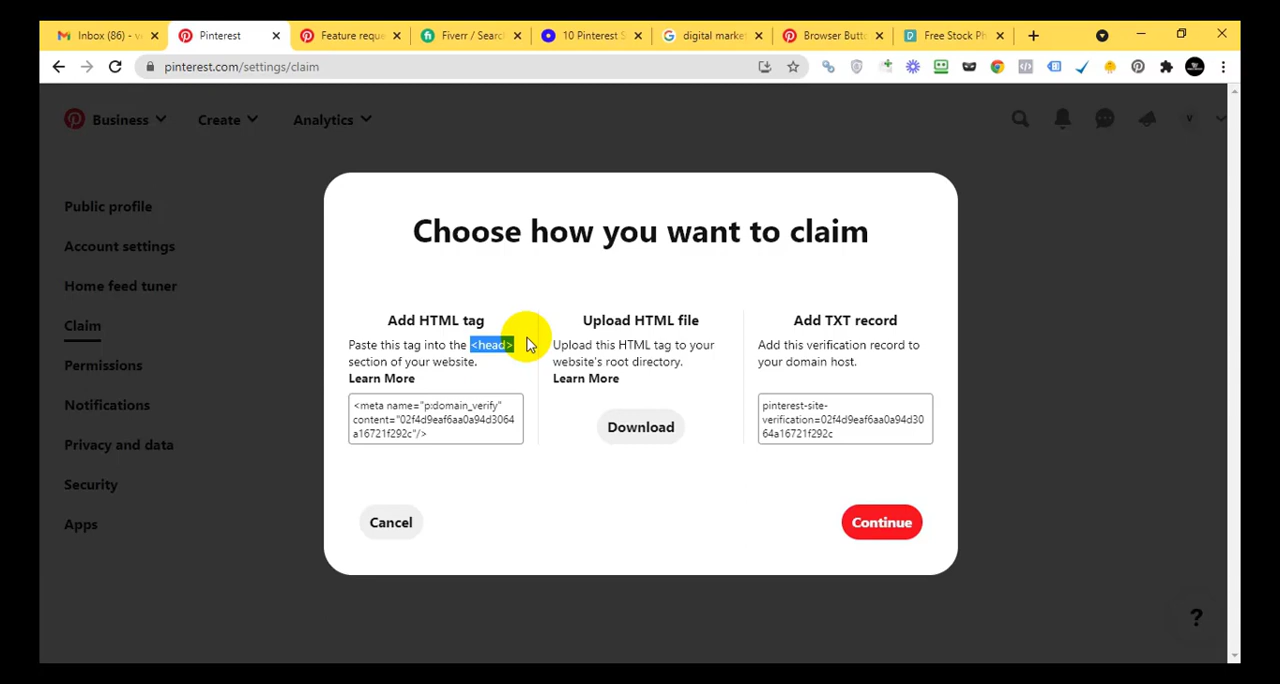 Inbox (86) - v
Pinterest
Feature reque
Fiverr / Search
10 Pinterest S
digital market
Browser Butto
Free Stock Ph
pinterest.com/settings/claim
Business
Create
Analytics
V
Public profile
Account settings
Home feed tuner
Claim
Permissions
Notifications
Privacy and data
Security
Apps
Choose how you want to claim
Add HTML tag
Paste this tag into the <head>
section of your website.
Learn More
<meta name="p:domain_verify"
content="02f4d9eaf6aa0a94d3064
a16721f292c"/>
Upload HTML file
Upload this HTML tag to your
website's root directory.
Learn More
Download
Add TXT record
Add this verification record to
your domain host.
pinterest-site-
verification=02f4d9eaf6aa0a94d30
64a16721f292c
Cancel
Continue
?